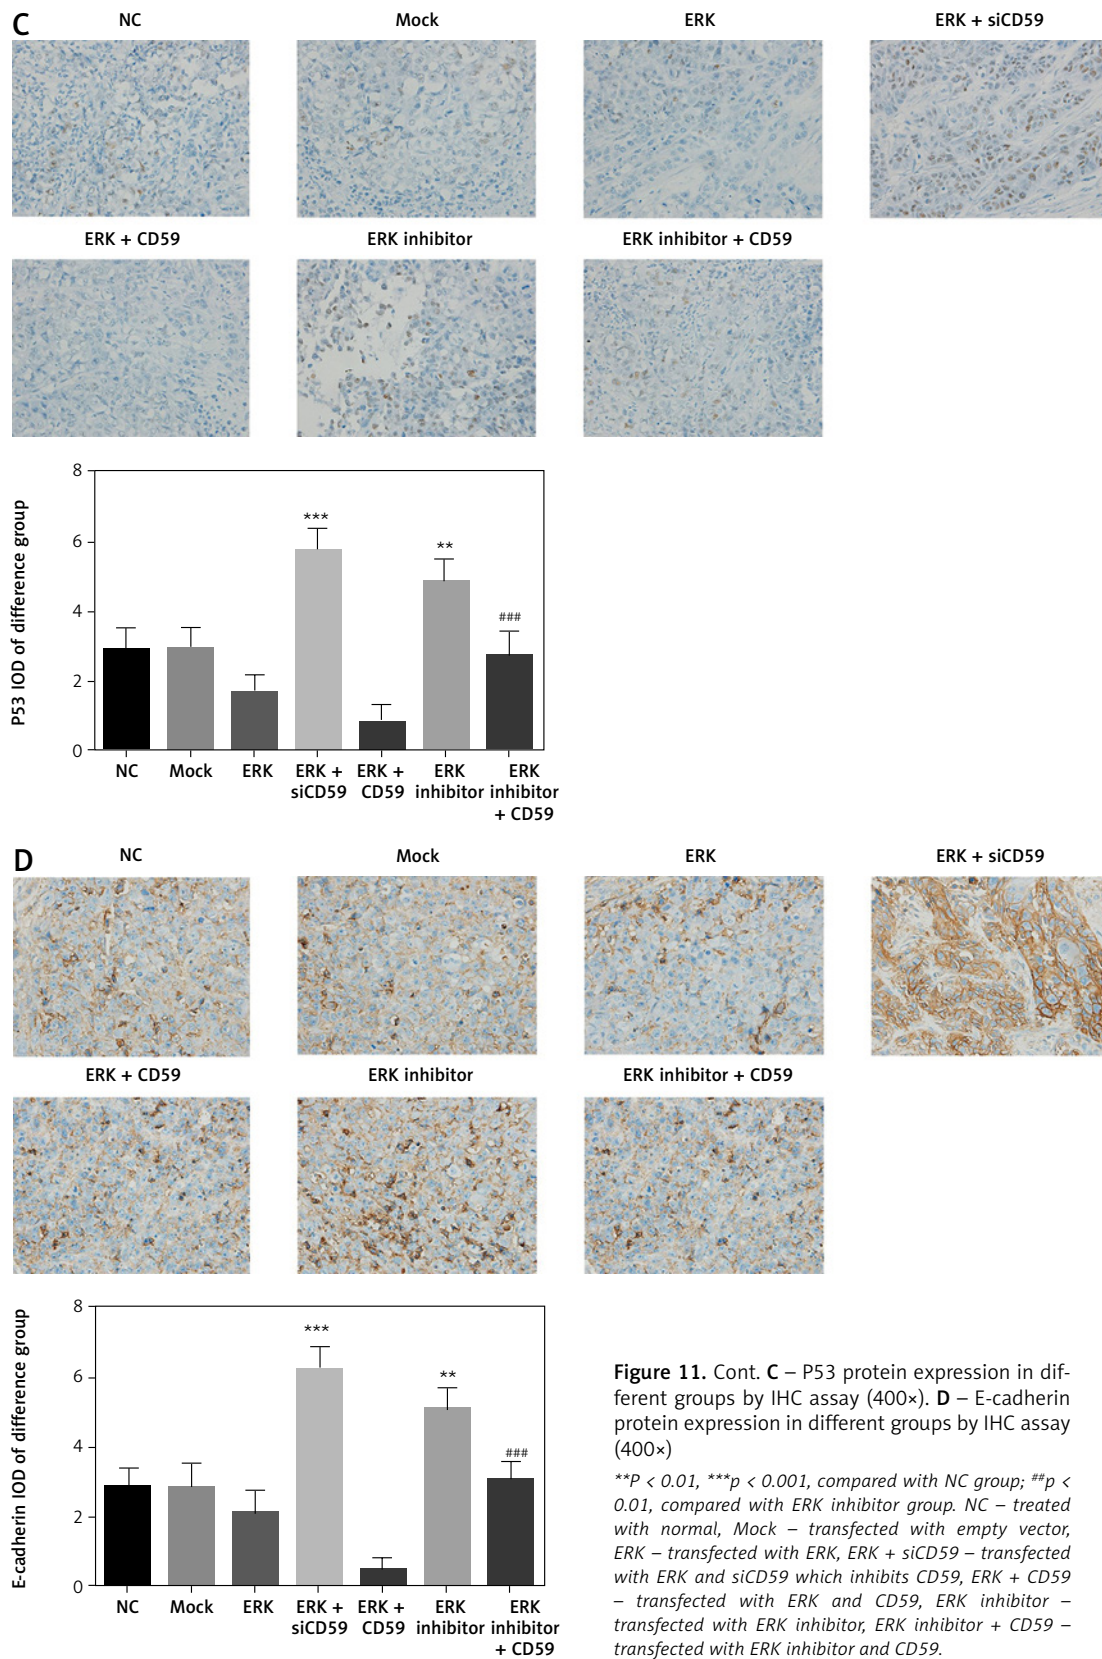 C
NC Mock ERK ERK + siCD59
ERK + CD59 ERK inhibitor ERK inhibitor + CD59
P53 IOD of difference group
8
6
4
2
0
***
**
###
NC Mock ERK ERK + siCD59 ERK + CD59 ERK inhibitor ERK inhibitor + CD59
D
NC Mock ERK ERK + siCD59
ERK + CD59 ERK inhibitor ERK inhibitor + CD59
E-cadherin IOD of difference group
8
6
4
2
0
***
**
###
NC Mock ERK ERK + siCD59 ERK + CD59 ERK inhibitor ERK inhibitor + CD59
Figure 11. Cont. C – P53 protein expression in dif-
ferent groups by IHC assay (400×). D – E-cadherin
protein expression in different groups by IHC assay
(400×)
**P < 0.01, ***p < 0.001, compared with NC group; ##p <
0.01, compared with ERK inhibitor group. NC – treated
with normal, Mock – transfected with empty vector,
ERK – transfected with ERK, ERK + siCD59 – transfected
with ERK and siCD59 which inhibits CD59, ERK + CD59
– transfected with ERK and CD59, ERK inhibitor –
transfected with ERK inhibitor, ERK inhibitor + CD59 –
transfected with ERK inhibitor and CD59.